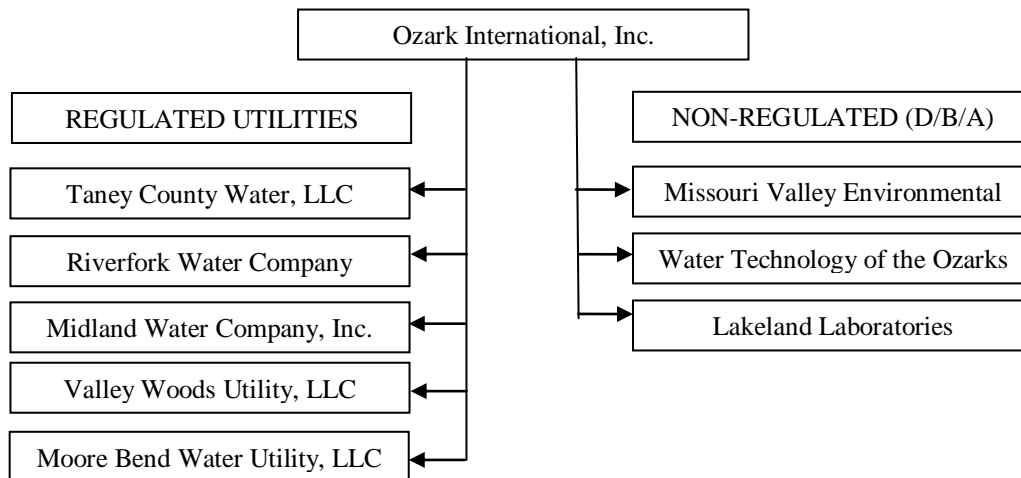 Ozark International, Inc.
REGULATED UTILITIES
Taney County Water, LLC
Riverfork Water Company
Midland Water Company, Inc.
Valley Woods Utility, LLC
Moore Bend Water Utility, LLC
NON-REGULATED (D/B/A)
Missouri Valley Environmental
Water Technology of the Ozarks
Lakeland Laboratories